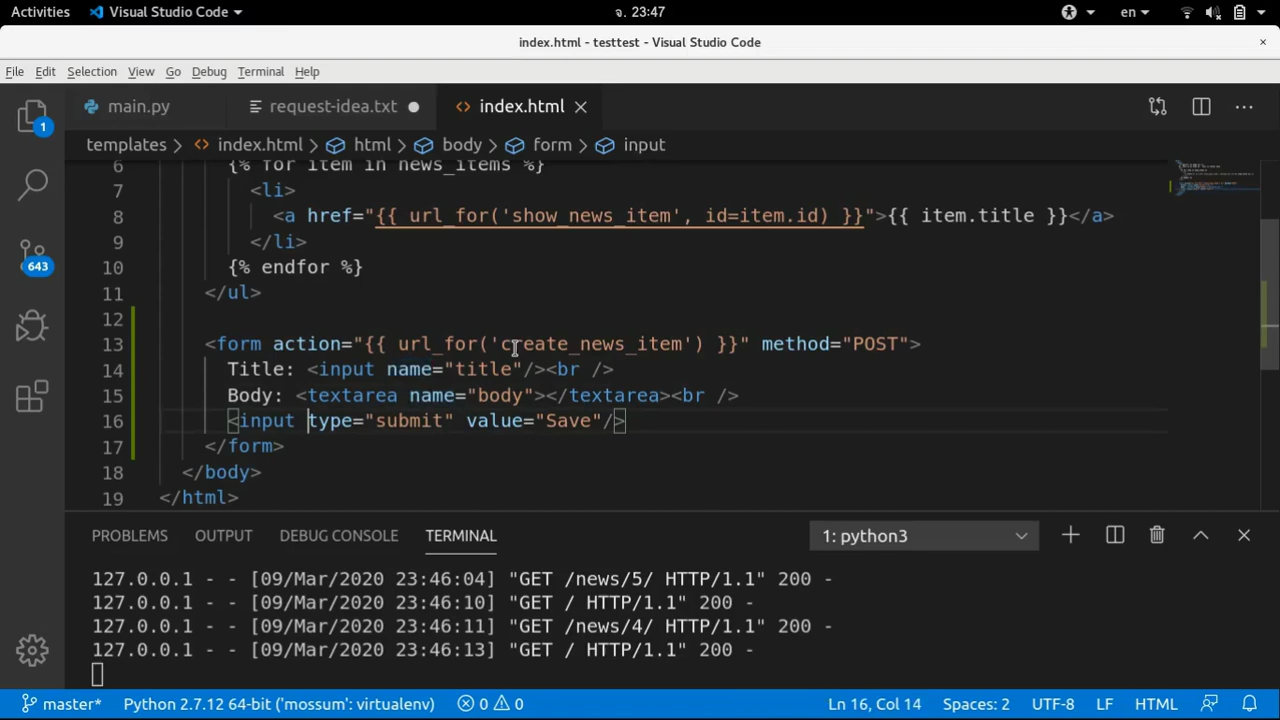 Activities Visual Studio Code จ. 23:47 en
index.html - testtest - Visual Studio Code ×
File Edit Selection View Go Debug Terminal Help
main.py request-idea.txt index.html
templates > index.html > html > body > form > input
1
643
6 {% for item in news_items %}
7 <li>
8 <a href="{{ url_for('show_news_item', id=item.id) }}">{{ item.title }}</a>
9 </li>
10 {% endfor %}
11 </ul>
12
13 <form action="{{ url_for('create_news_item') }}" method="POST">
14 Title: <input name="title"/><br />
15 Body: <textarea name="body"></textarea><br />
16 <input type="submit" value="Save"/>
17 </form>
18 </body>
19 </html>
PROBLEMS OUTPUT DEBUG CONSOLE TERMINAL 1: python3
127.0.0.1 - - [09/Mar/2020 23:46:04] "GET /news/5/ HTTP/1.1" 200 -
127.0.0.1 - - [09/Mar/2020 23:46:10] "GET / HTTP/1.1" 200 -
127.0.0.1 - - [09/Mar/2020 23:46:11] "GET /news/4/ HTTP/1.1" 200 -
127.0.0.1 - - [09/Mar/2020 23:46:13] "GET / HTTP/1.1" 200 -
master* Python 2.7.12 64-bit ('mossum': virtualenv) 0 0 Ln 16, Col 14 Spaces: 2 UTF-8 LF HTML